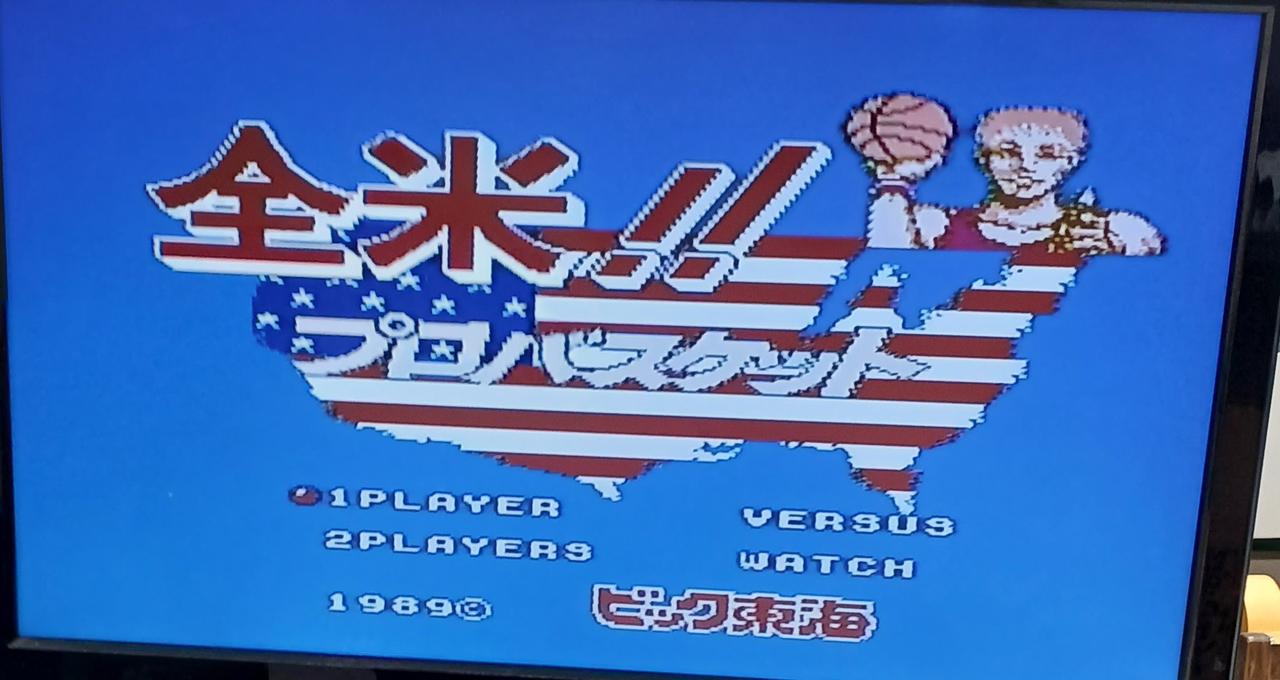 全米!!
プロバスケット
1PLAYER
VERSUS
2PLAYERS
WATCH
1989©
ビック東海